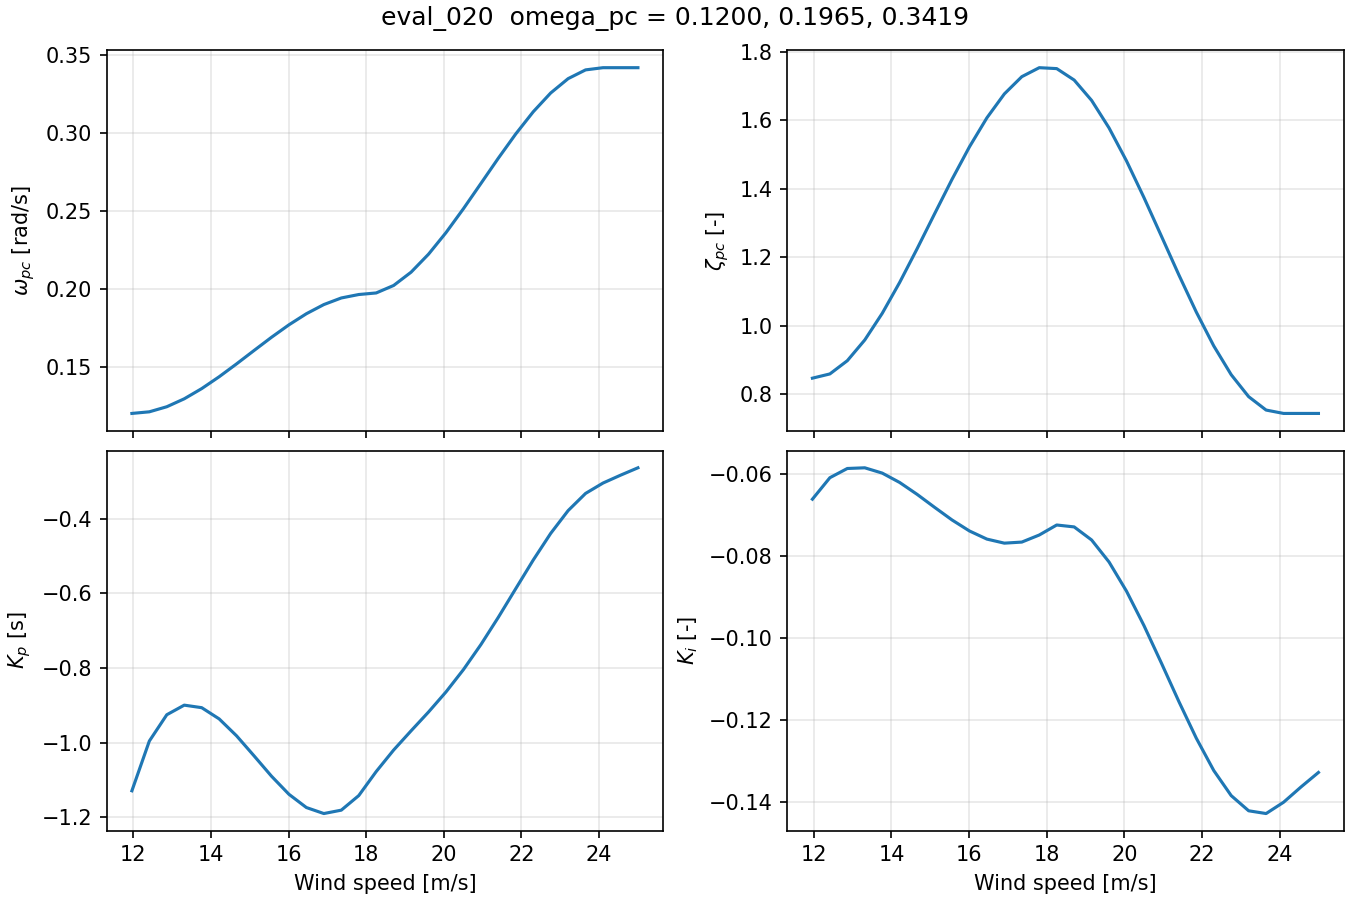 eval_020  omega_pc = 0.1200, 0.1965, 0.3419
0.35
0.30
0.25
0.20
0.15
ω_pc [rad/s]
1.8
1.6
1.4
1.2
1.0
0.8
ζ_pc [-]
−0.4
−0.6
−0.8
−1.0
−1.2
K_p [s]
12 14 16 18 20 22 24
Wind speed [m/s]
−0.06
−0.08
−0.10
−0.12
−0.14
K_i [-]
12 14 16 18 20 22 24
Wind speed [m/s]